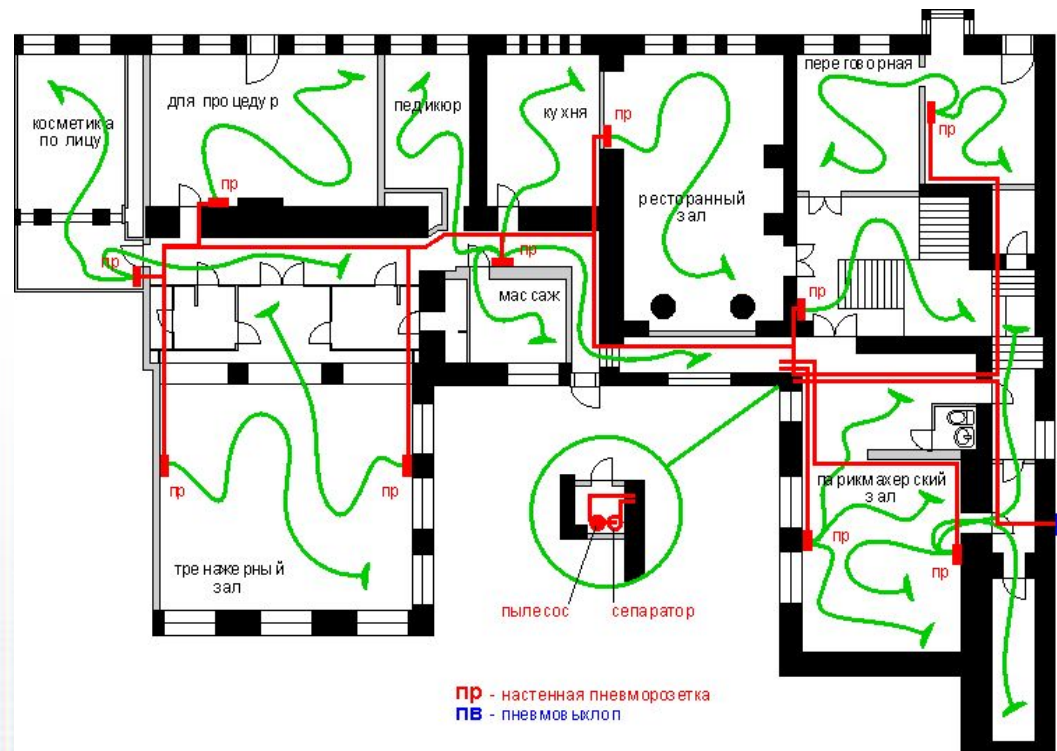 переговорная
для процедур
педикюр
кухня
косметика
по лицу
пр
пр
пр
ресторанный
зал
пр
пр
массаж
пр
пр
пр
парикмахерский
зал
пр
пр
тренажерный
зал
пылесос
сепаратор
пр - настенная пневморозетка
пв - пневмовыхлоп